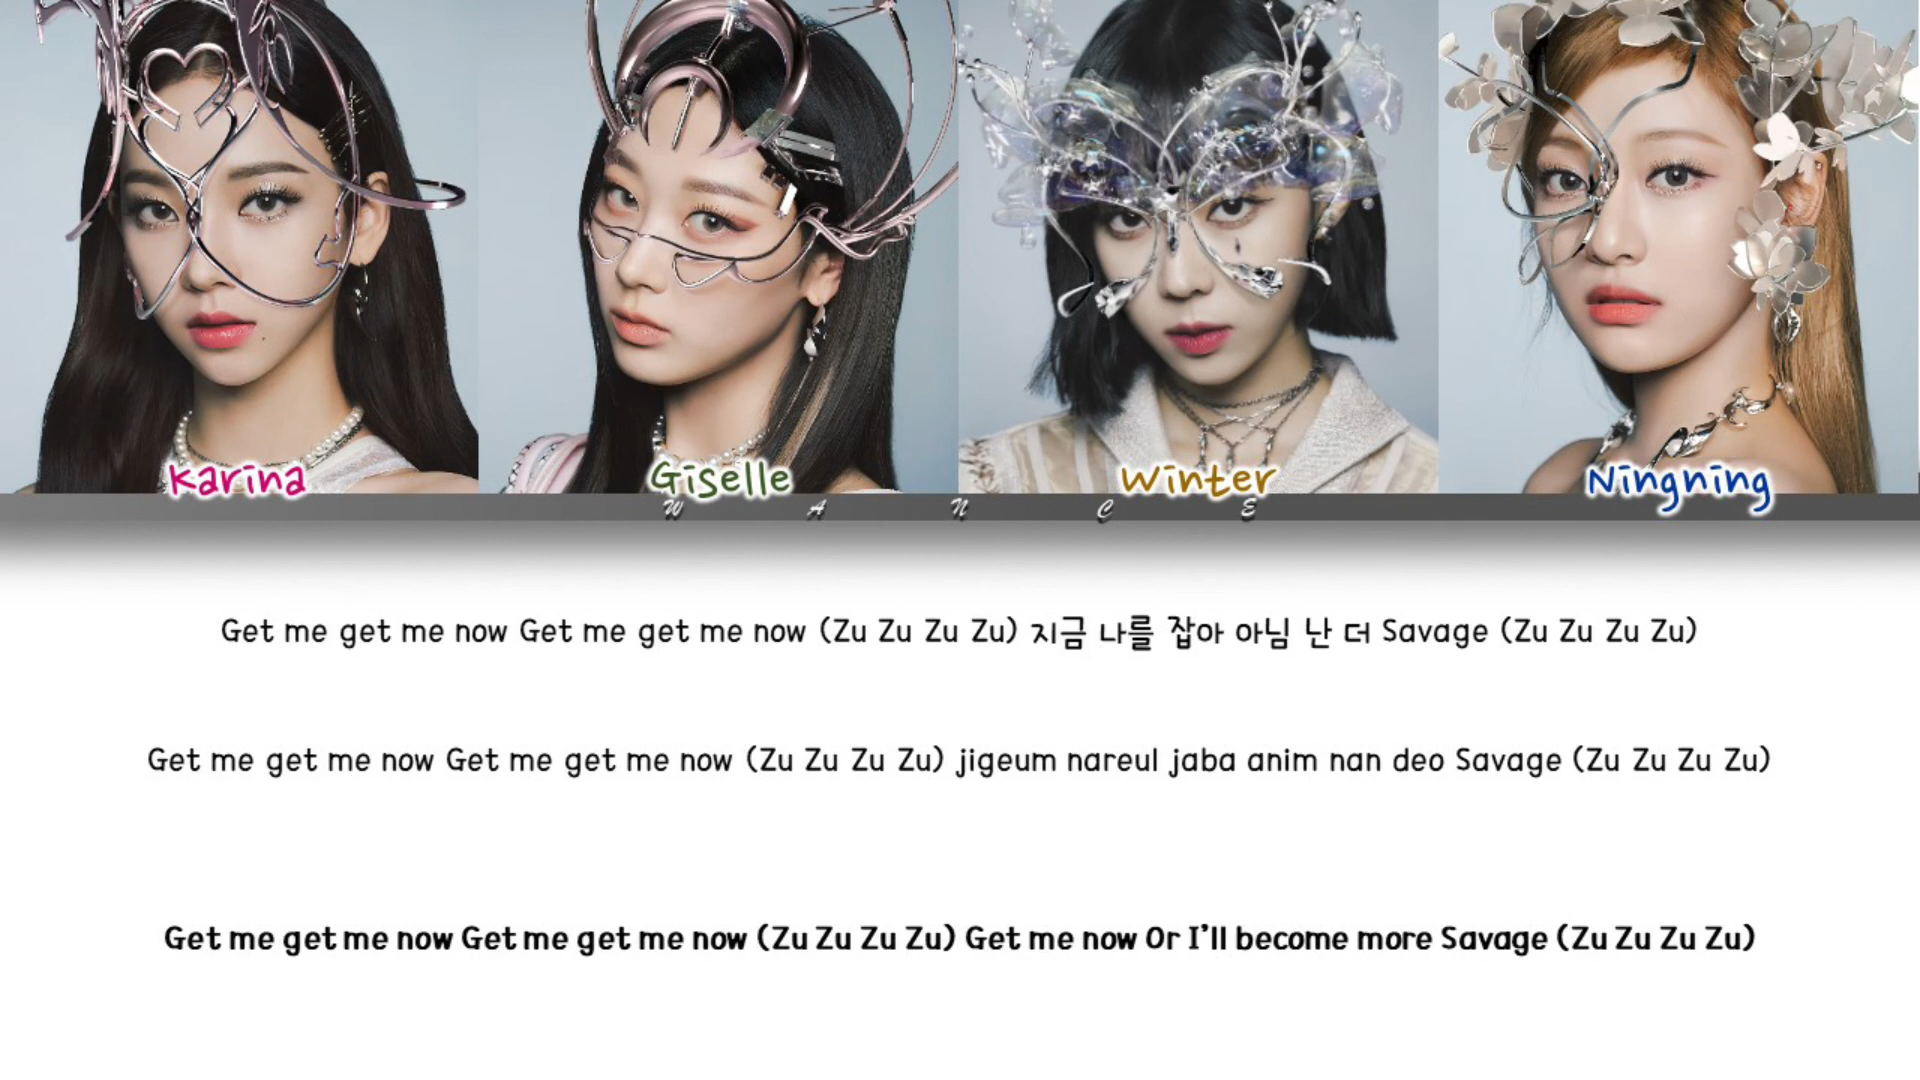 Karina Giselle Winter Ningning
W A N C E
Get me get me now Get me get me now (Zu Zu Zu Zu) 지금 나를 잡아 아님 난 더 Savage (Zu Zu Zu Zu)
Get me get me now Get me get me now (Zu Zu Zu Zu) jigeum nareul jaba anim nan deo Savage (Zu Zu Zu Zu)
Get me get me now Get me get me now (Zu Zu Zu Zu) Get me now Or I'll become more Savage (Zu Zu Zu Zu)